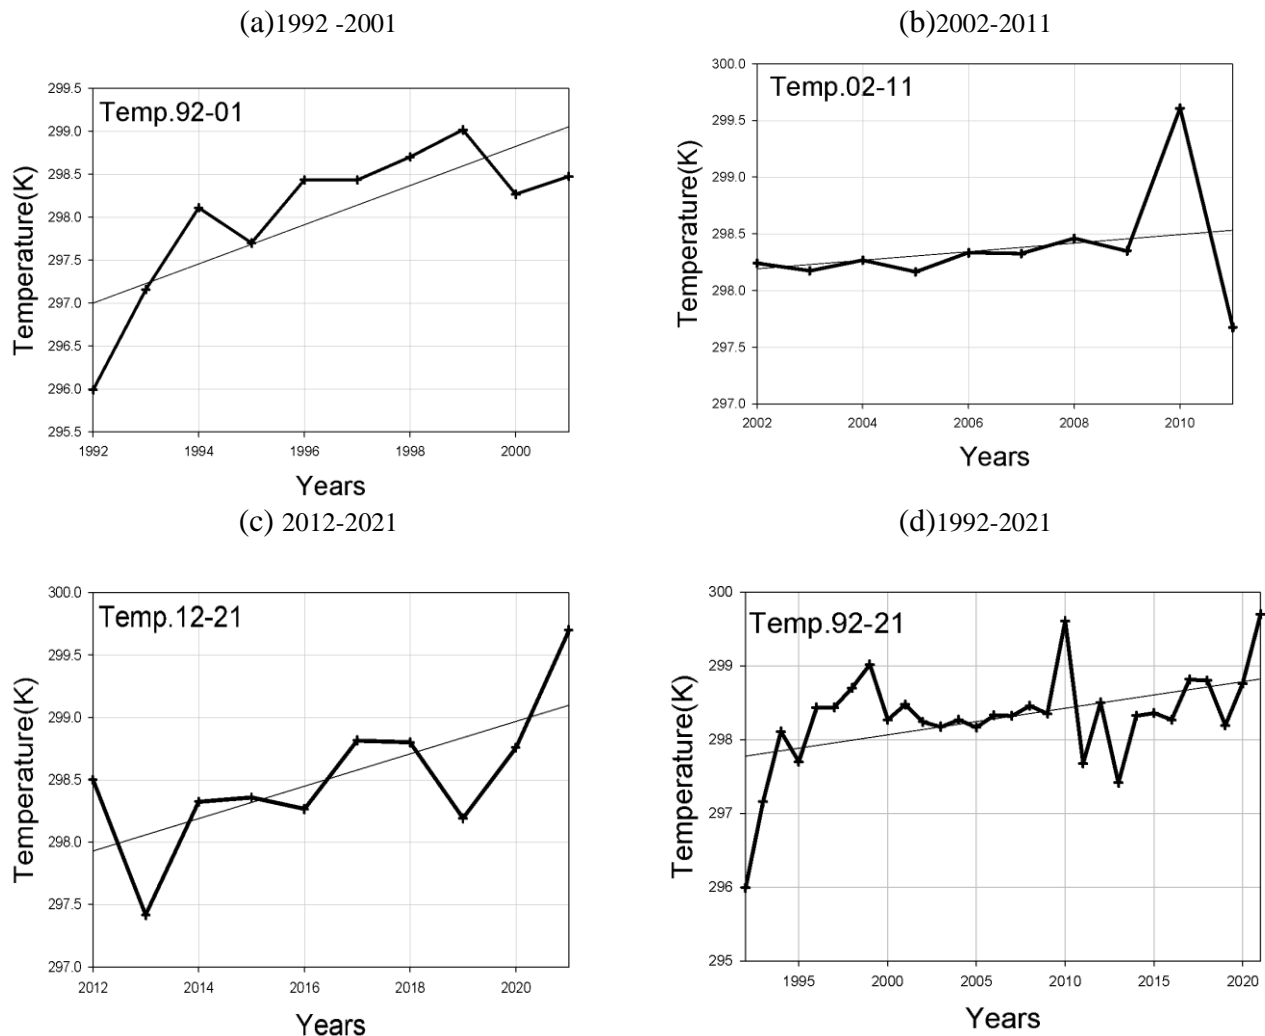 (a)1992 -2001
299.5
299.0
298.5
298.0
297.5
297.0
296.5
296.0
295.5
Temp.92-01
Temperature(K)
1992 1994 1996 1998 2000
Years
(b)2002-2011
300.0
299.5
299.0
298.5
298.0
297.5
297.0
Temp.02-11
Temperature(K)
2002 2004 2006 2008 2010
Years
(c) 2012-2021
300.0
299.5
299.0
298.5
298.0
297.5
297.0
Temp.12-21
Temperature(K)
2012 2014 2016 2018 2020
Years
(d)1992-2021
300
299
298
297
296
295
Temp.92-21
Temperature(K)
1995 2000 2005 2010 2015 2020
Years